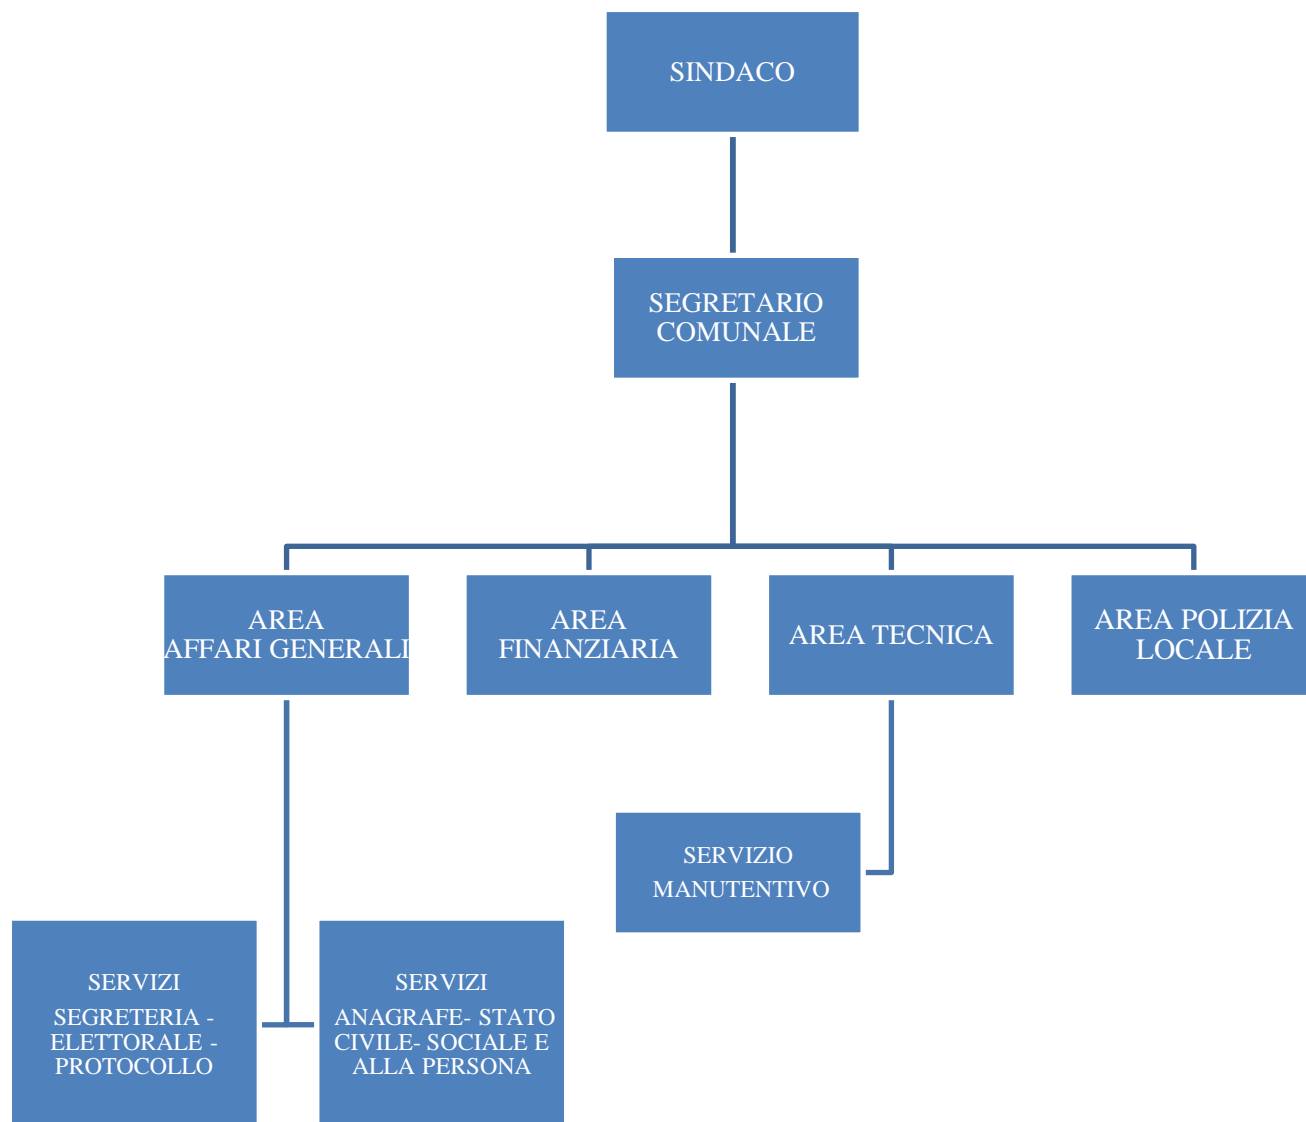 SINDACO
SEGRETARIO
COMUNALE
AREA
AFFARI GENERALI
AREA
FINANZIARIA
AREA TECNICA
AREA POLIZIA
LOCALE
SERVIZIO
MANUTENTIVO
SERVIZI
SEGRETERIA -
ELETTORALE -
PROTOCOLLO
SERVIZI
ANAGRAFE- STATO
CIVILE- SOCIALE E
ALLA PERSONA